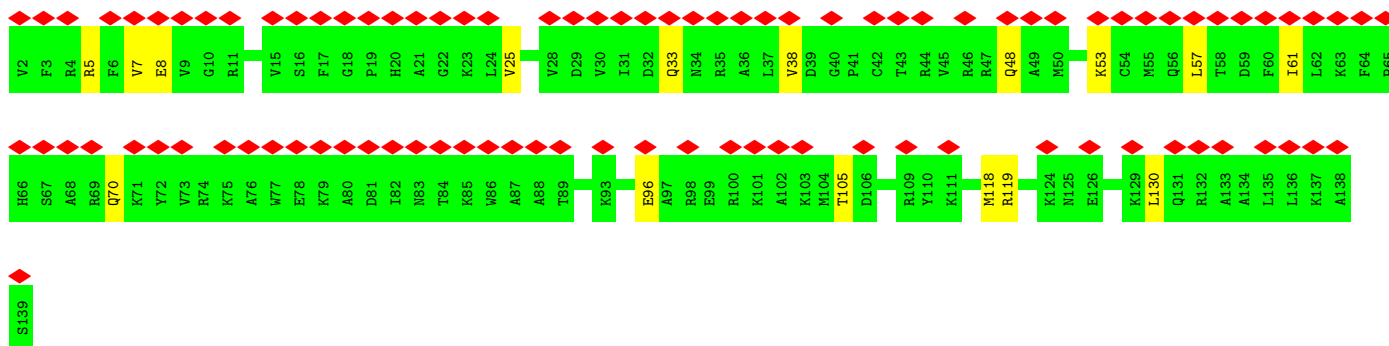 V2 F3 R4 R5 F6 V7 E8 V9 G10 R11 V15 S16 F17 G18 P19 H20 A21 G22 K23 L24 V25 V28 D29 V30 I31 D32 Q33 N34 R35 A36 L37 V38 D39 G40 P41 C42 T43 R44 V45 R46 R47 Q48 A49 M50 K53 C54 M55 Q56 L57 T58 D59 F60 I61 L62 K63 F64
H66 S67 A68 R69 Q70 K71 Y72 V73 R74 K75 A76 W77 E78 K79 A80 D81 I82 N83 T84 K85 W86 A87 A88 T89 K93 E96 A97 R98 E99 R100 K101 A102 K103 M104 T105 D106 R109 Y110 K111 M118 R119 K124 N125 E126 K129 L130 Q131 R132 A133 A134 L135 L136 K137 A138
S139